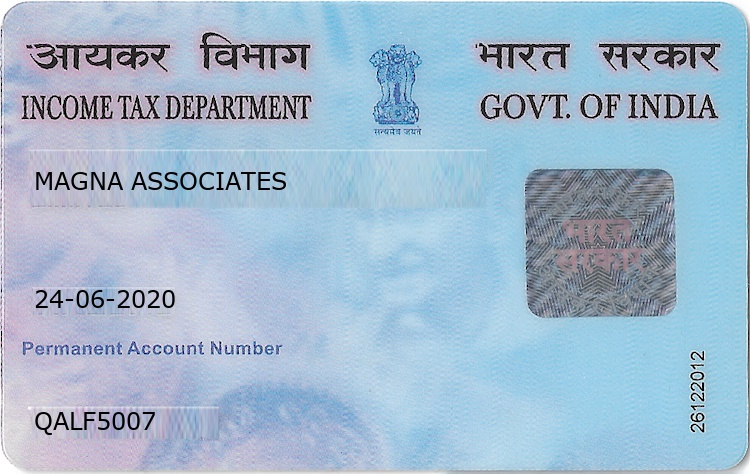 आयकर विभाग
INCOME TAX DEPARTMENT
सत्यमेव जयते
भारत सरकार
GOVT. OF INDIA
MAGNA ASSOCIATES
भारत
सरकार
24-06-2020
Permanent Account Number
QALF5007
26122012